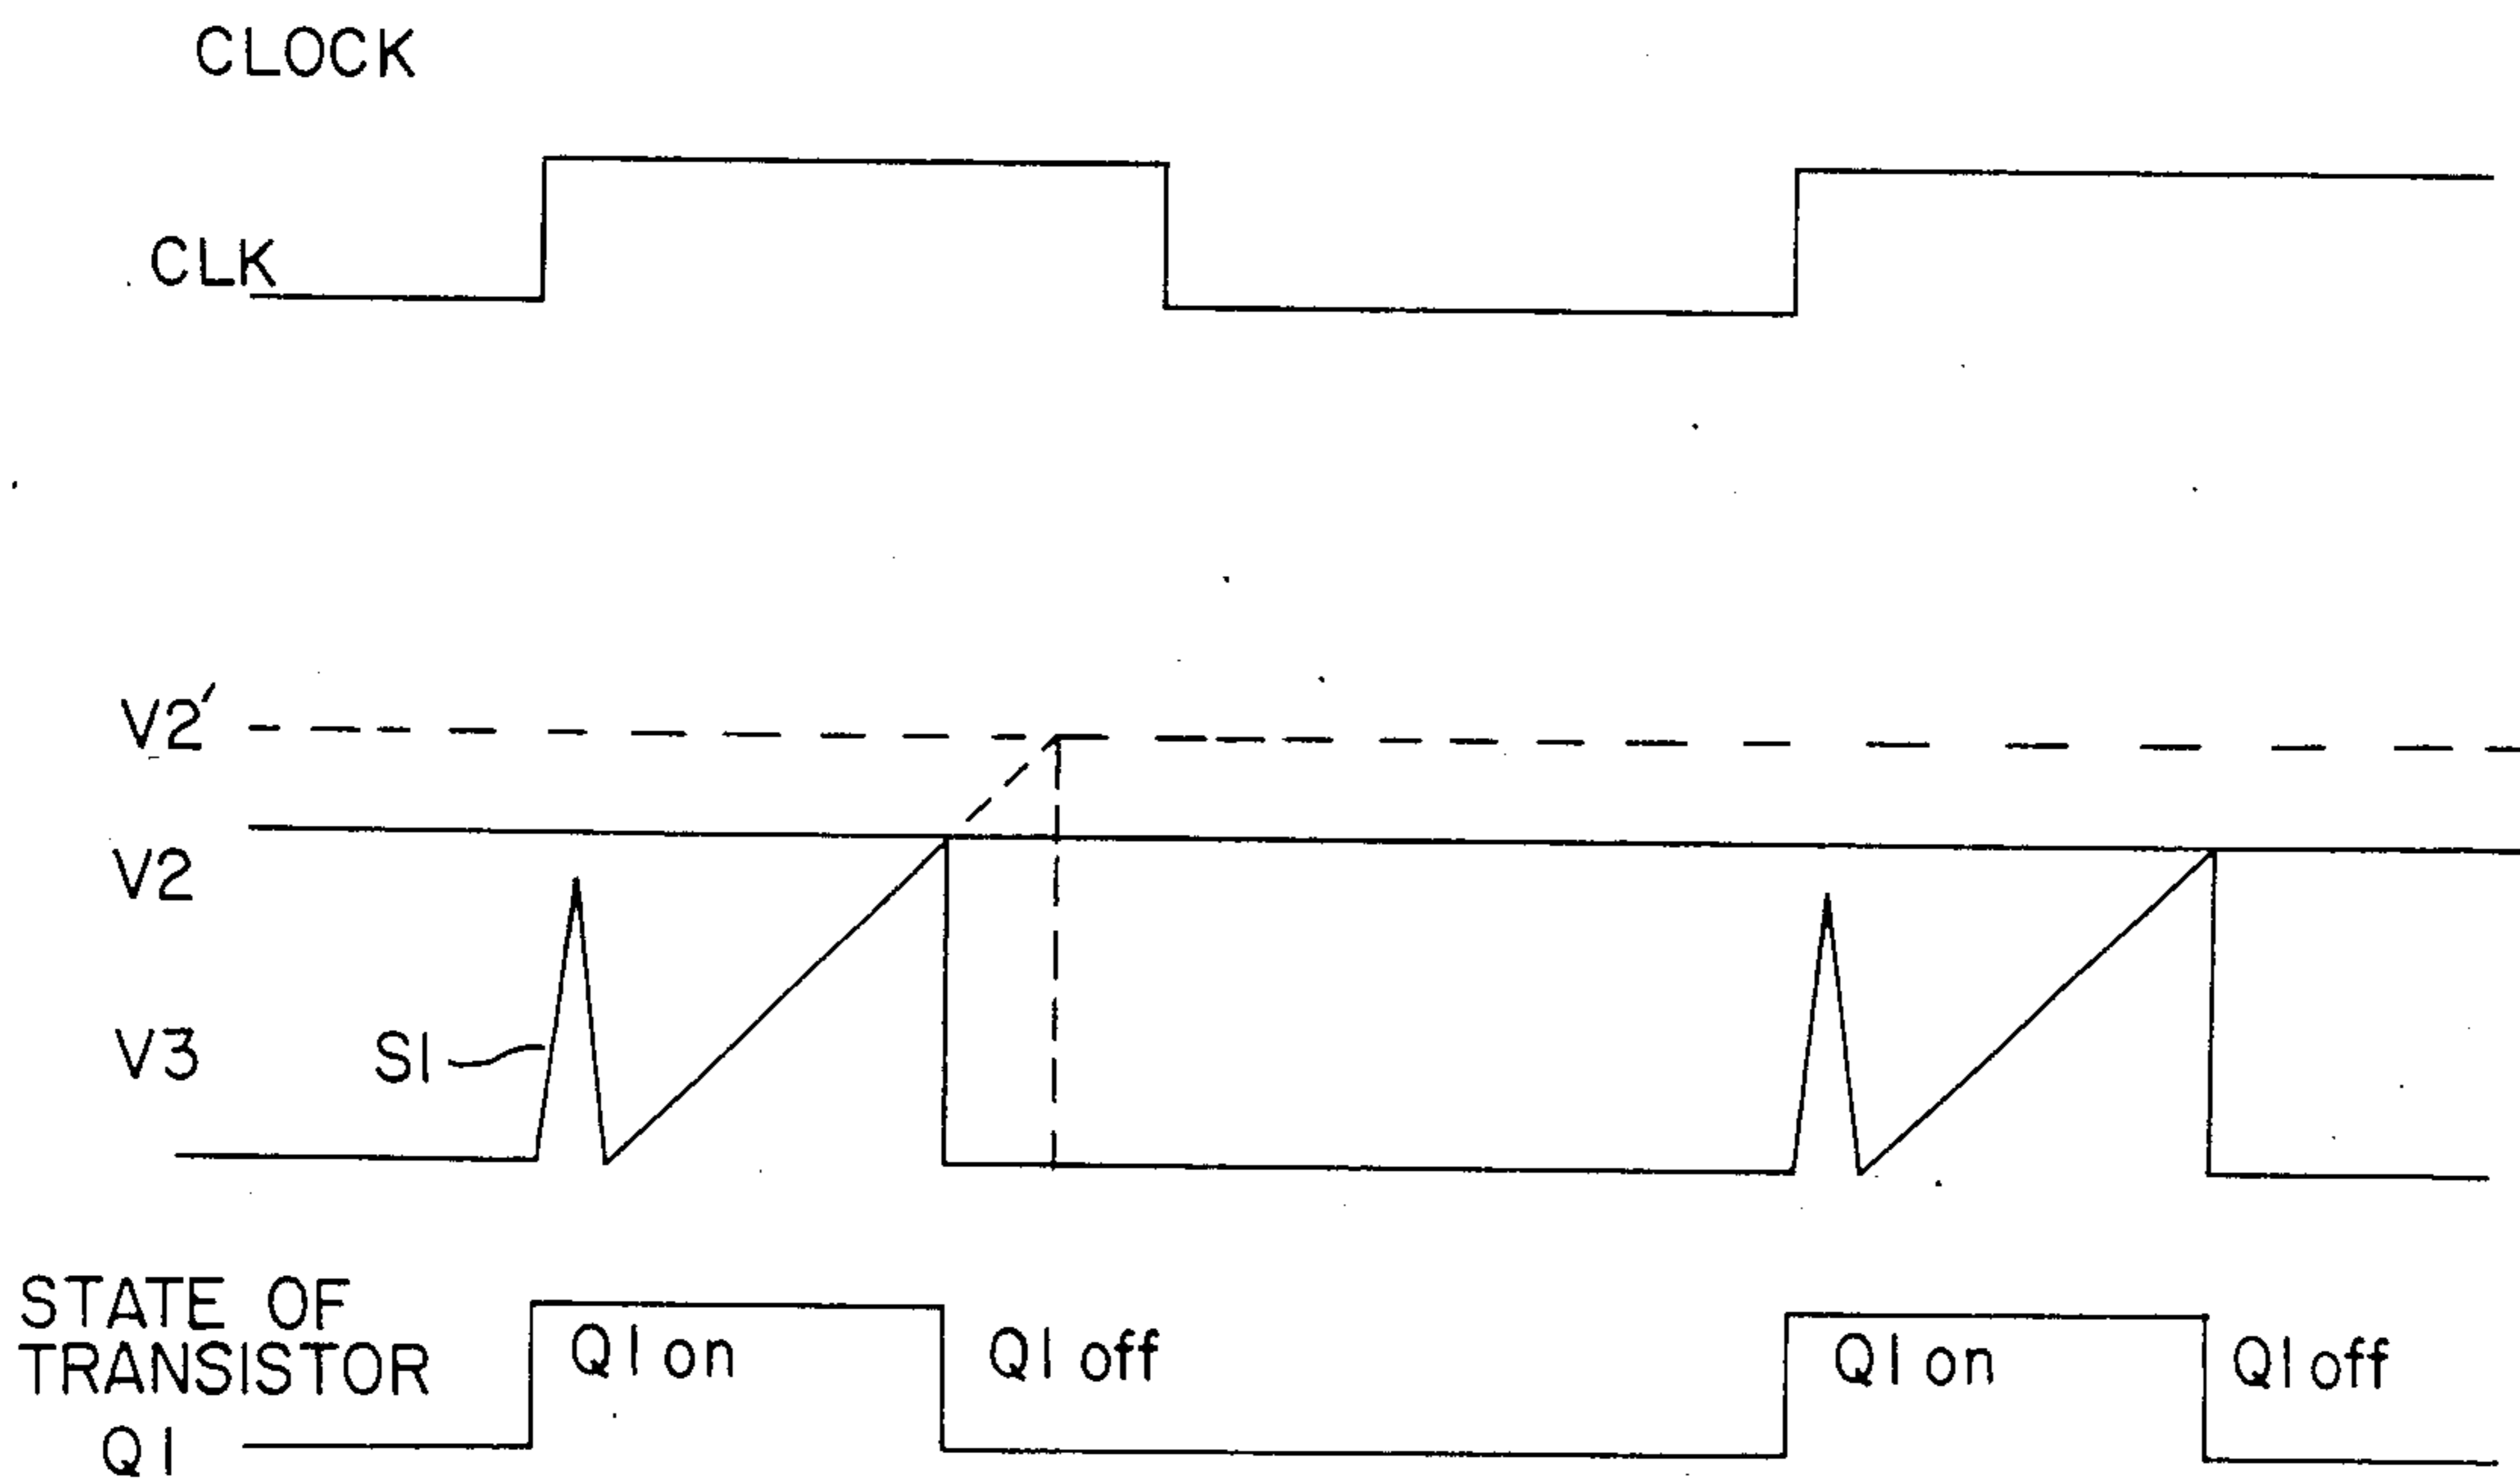 CLOCK
CLK
V2′
V2
V3
S1
STATE OF
TRANSISTOR
Q1
Q1 on
Q1 off
Q1 on
Q1 off